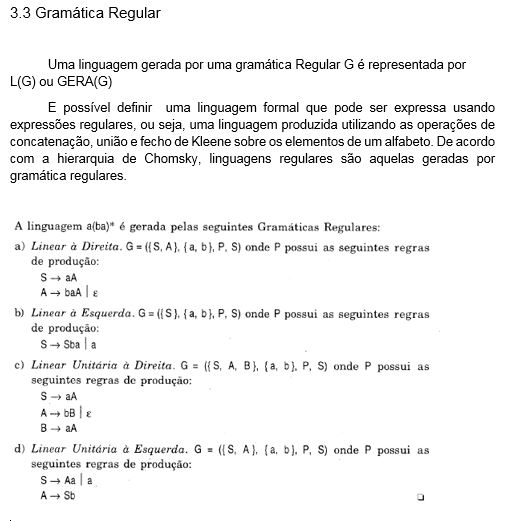 3.3 Gramática Regular
Uma linguagem gerada por uma gramática Regular G é representada por
L(G) ou GERA(G)
E possível definir uma linguagem formal que pode ser expressa usando
expressões regulares, ou seja, uma linguagem produzida utilizando as operações de
concatenação, união e fecho de Kleene sobre os elementos de um alfabeto. De acordo
com a hierarquia de Chomsky, linguagens regulares são aquelas geradas por
gramática regulares.
A linguagem a(ba)* é gerada pelas seguintes Gramáticas Regulares:
a) Linear à Direita. G = ({S, A}, {a, b}, P, S) onde P possui as seguintes regras
de produção:
S → aA
A → baA | ε
b) Linear à Esquerda. G = ({S}, {a, b}, P, S) onde P possui as seguintes regras
de produção:
S → Sba | a
c) Linear Unitária à Direita. G = ({S, A, B}, {a, b}, P, S) onde P possui as
seguintes regras de produção:
S → aA
A → bB | ε
B → aA
d) Linear Unitária à Esquerda. G = ({S, A}, {a, b}, P, S) onde P possui as
seguintes regras de produção:
S → Aa | a
A → Sb